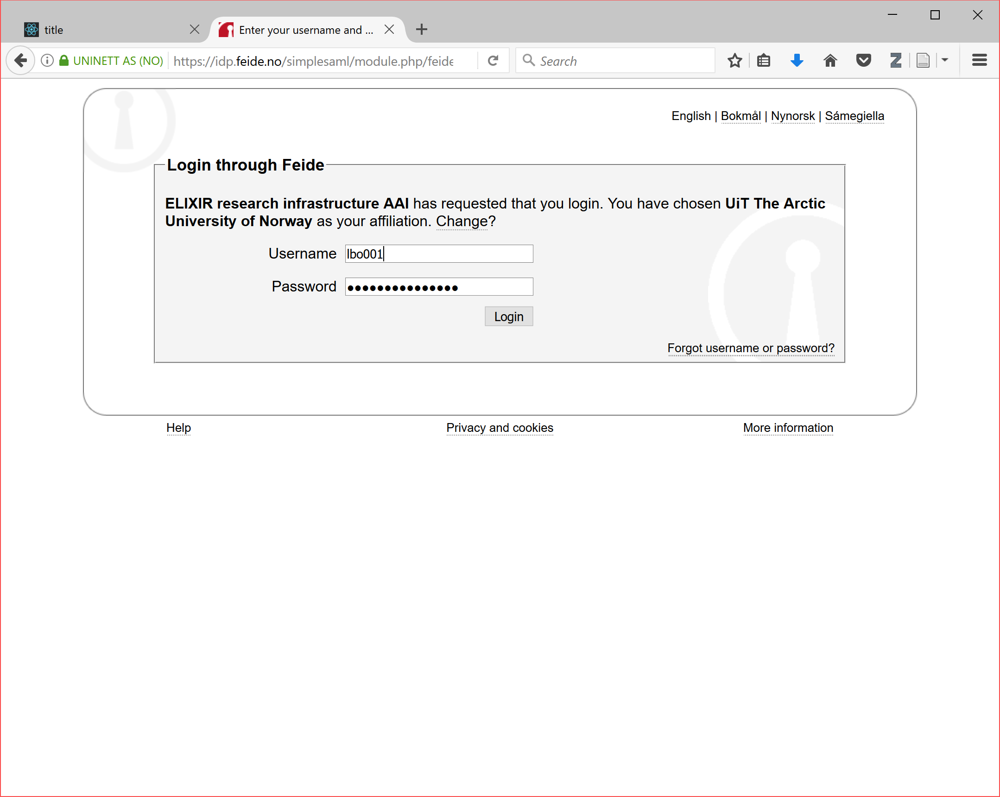 title
Enter your username and ...
UNINETT AS (NO)
https://idp.feide.no/simplesaml/module.php/feide
Search
English | Bokmål | Nynorsk | Sámegiella
Login through Feide
ELIXIR research infrastructure AAI has requested that you login. You have chosen UiT The Arctic
University of Norway as your affiliation. Change?
Username lbo001
Password •••••••••••••••
Login
Forgot username or password?
Help Privacy and cookies More information